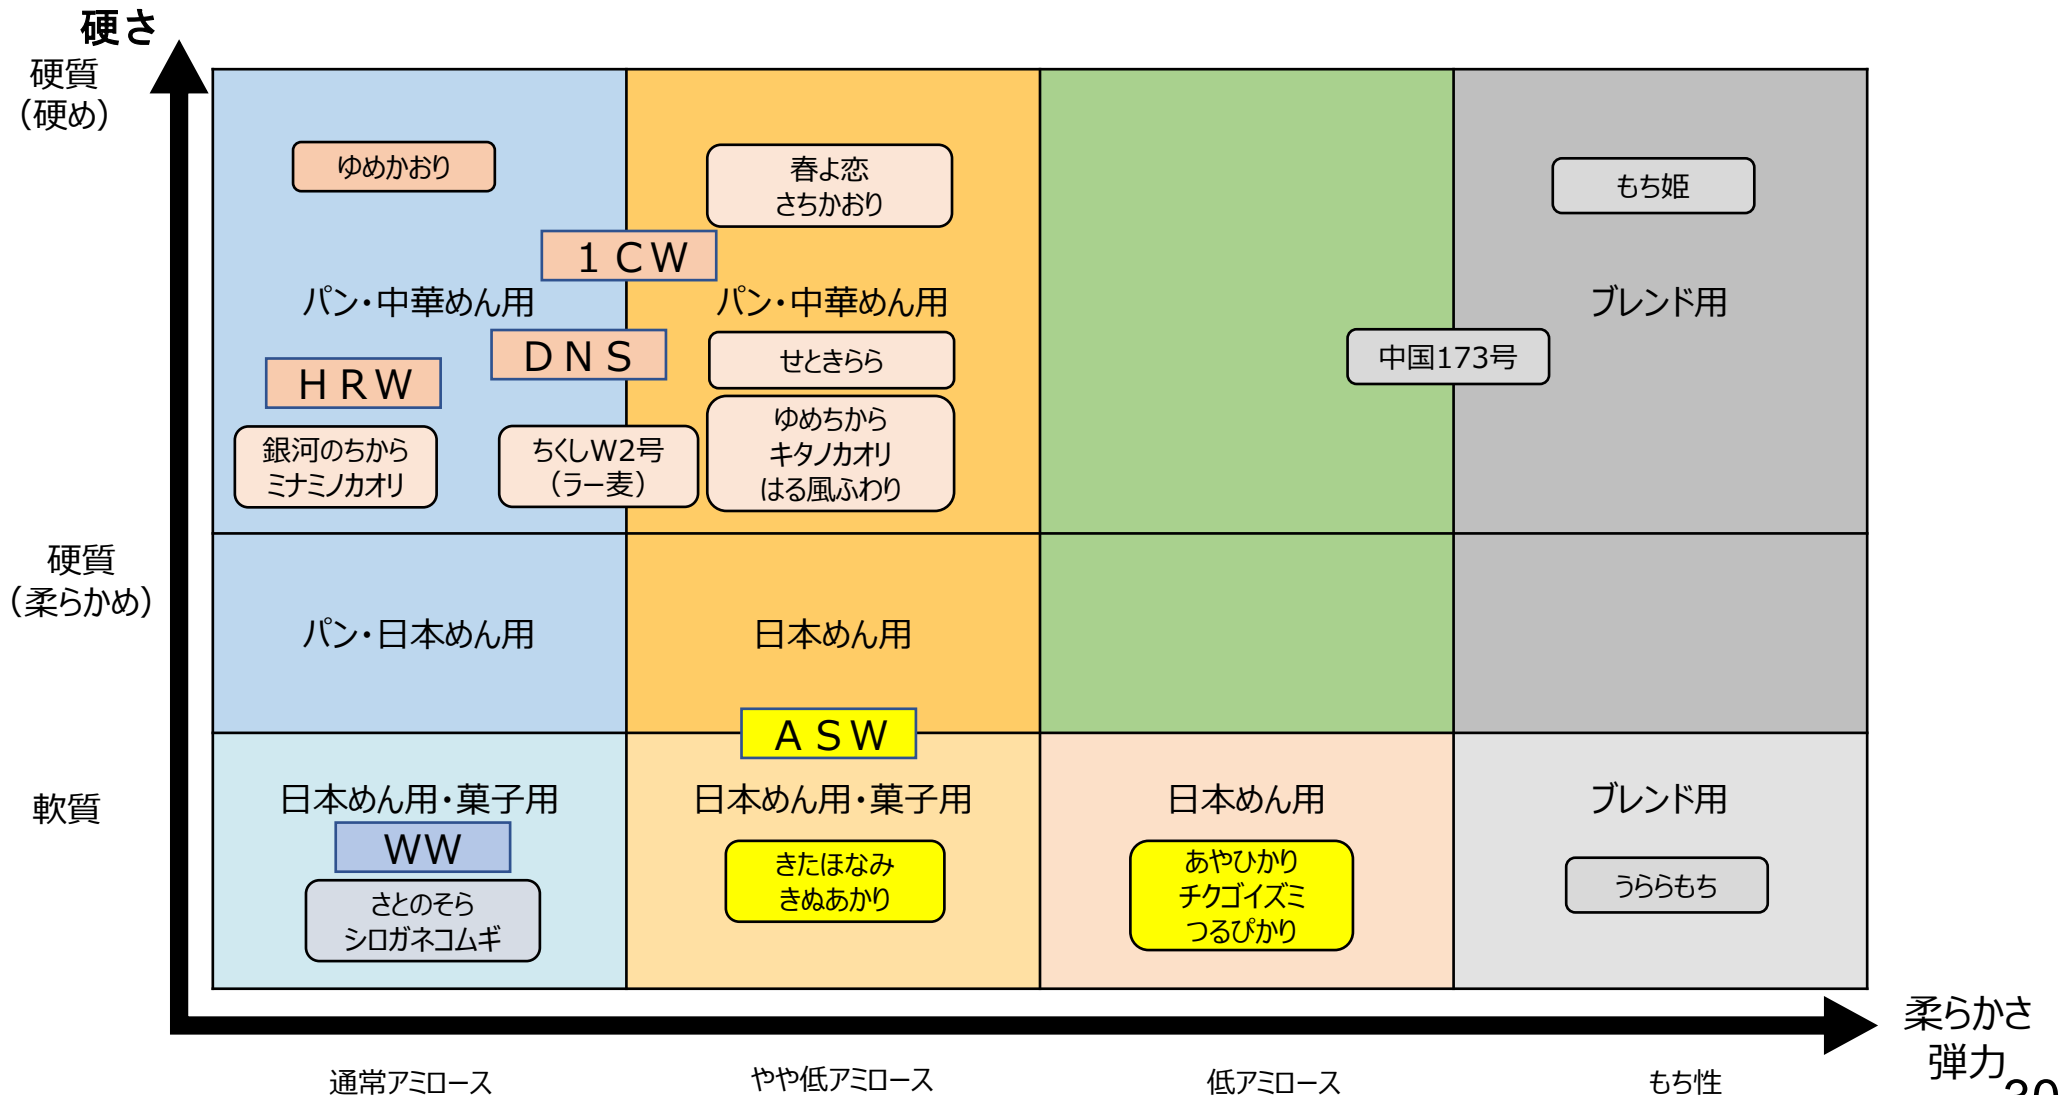 硬さ
硬質
（硬め）
ゆめかおり
春よ恋
さちかおり
もち姫
１ＣＷ
パン・中華めん用
パン・中華めん用
ブレンド用
ＤＮＳ
せときらら
中国173号
ＨＲＷ
ゆめちから
キタノカオリ
はる風ふわり
銀河のちから
ミナミノカオリ
ちくしW2号
（ラー麦）
硬質
（柔らかめ）
パン・日本めん用
日本めん用
ＡＳＷ
軟質
日本めん用・菓子用
日本めん用・菓子用
日本めん用
ブレンド用
WW
さとのそら
シロガネコムギ
きたほなみ
きぬあかり
あやひかり
チクゴイズミ
つるぴかり
うららもち
柔らかさ
弾力
通常アミロース
やや低アミロース
低アミロース
もち性
30